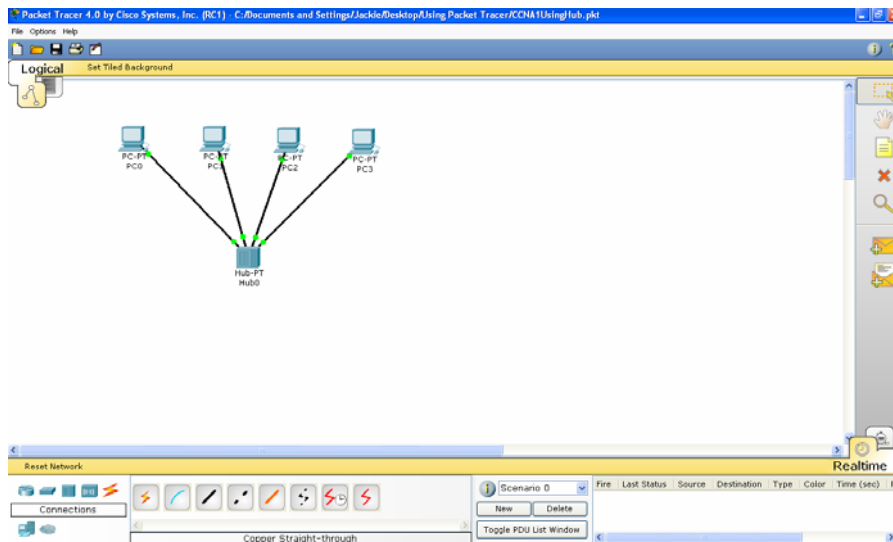 Packet Tracer 4.0 by Cisco Systems, Inc. (RC1) - C:/Documents and Settings/Jackie/Desktop/Using Packet Tracer/CCNA1UsingHub.pkt
File Options Help
Logical Set Tiled Background
PC-PT PC-PT PC-PT PC-PT
PC0 PC2 PC3
Hub-PT
Hub0
Realtime
Reset Network
Connections
Copper Straight-through
Scenario 0
New Delete
Toggle PDU List Window
Fire Last Status Source Destination Type Color Time (sec)